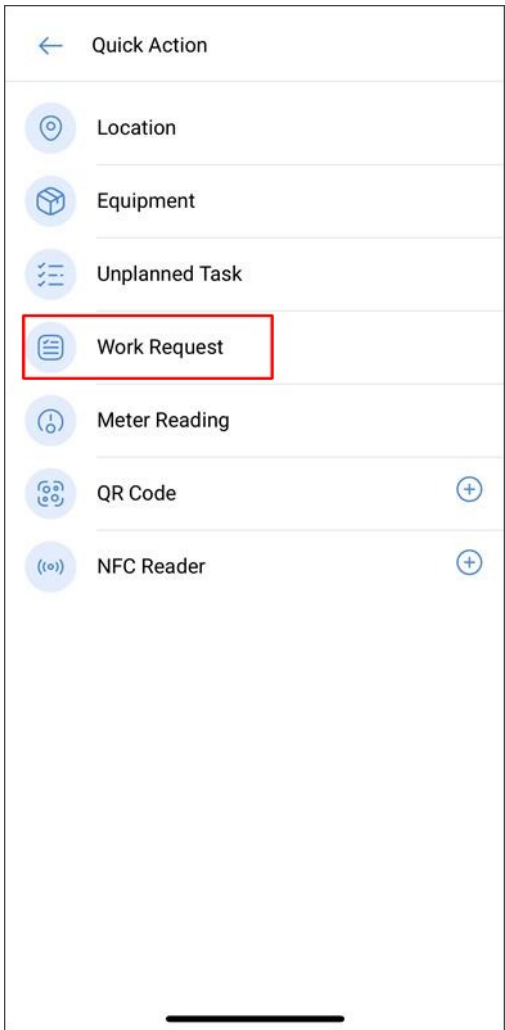 Quick Action
Location
Equipment
Unplanned Task
Work Request
Meter Reading
QR Code
NFC Reader